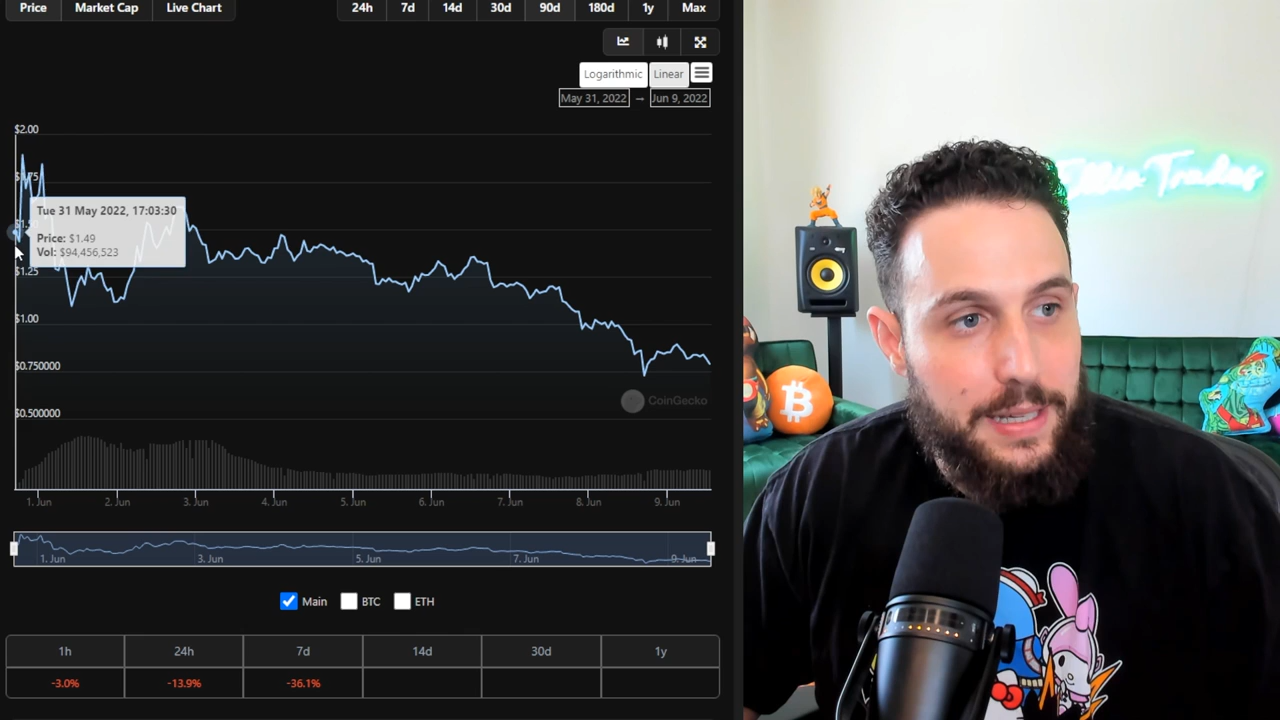 Price Market Cap Live Chart 24h 7d 14d 30d 90d 180d 1y Max
Logarithmic Linear
May 31, 2022 → Jun 9, 2022
$2.00
Tue 31 May 2022, 17:03:30
Price: $1.49
Vol: $94,456,523
$1.25
$1.00
$0.750000
$0.500000
CoinGecko
1. Jun 2. Jun 3. Jun 4. Jun 5. Jun 6. Jun 7. Jun 8. Jun 9. Jun
1. Jun 3. Jun 5. Jun 7. Jun 9. Jun
Main BTC ETH
1h 24h 7d 14d 30d 1y
-3.0% -13.9% -36.1%
Ellio Trades